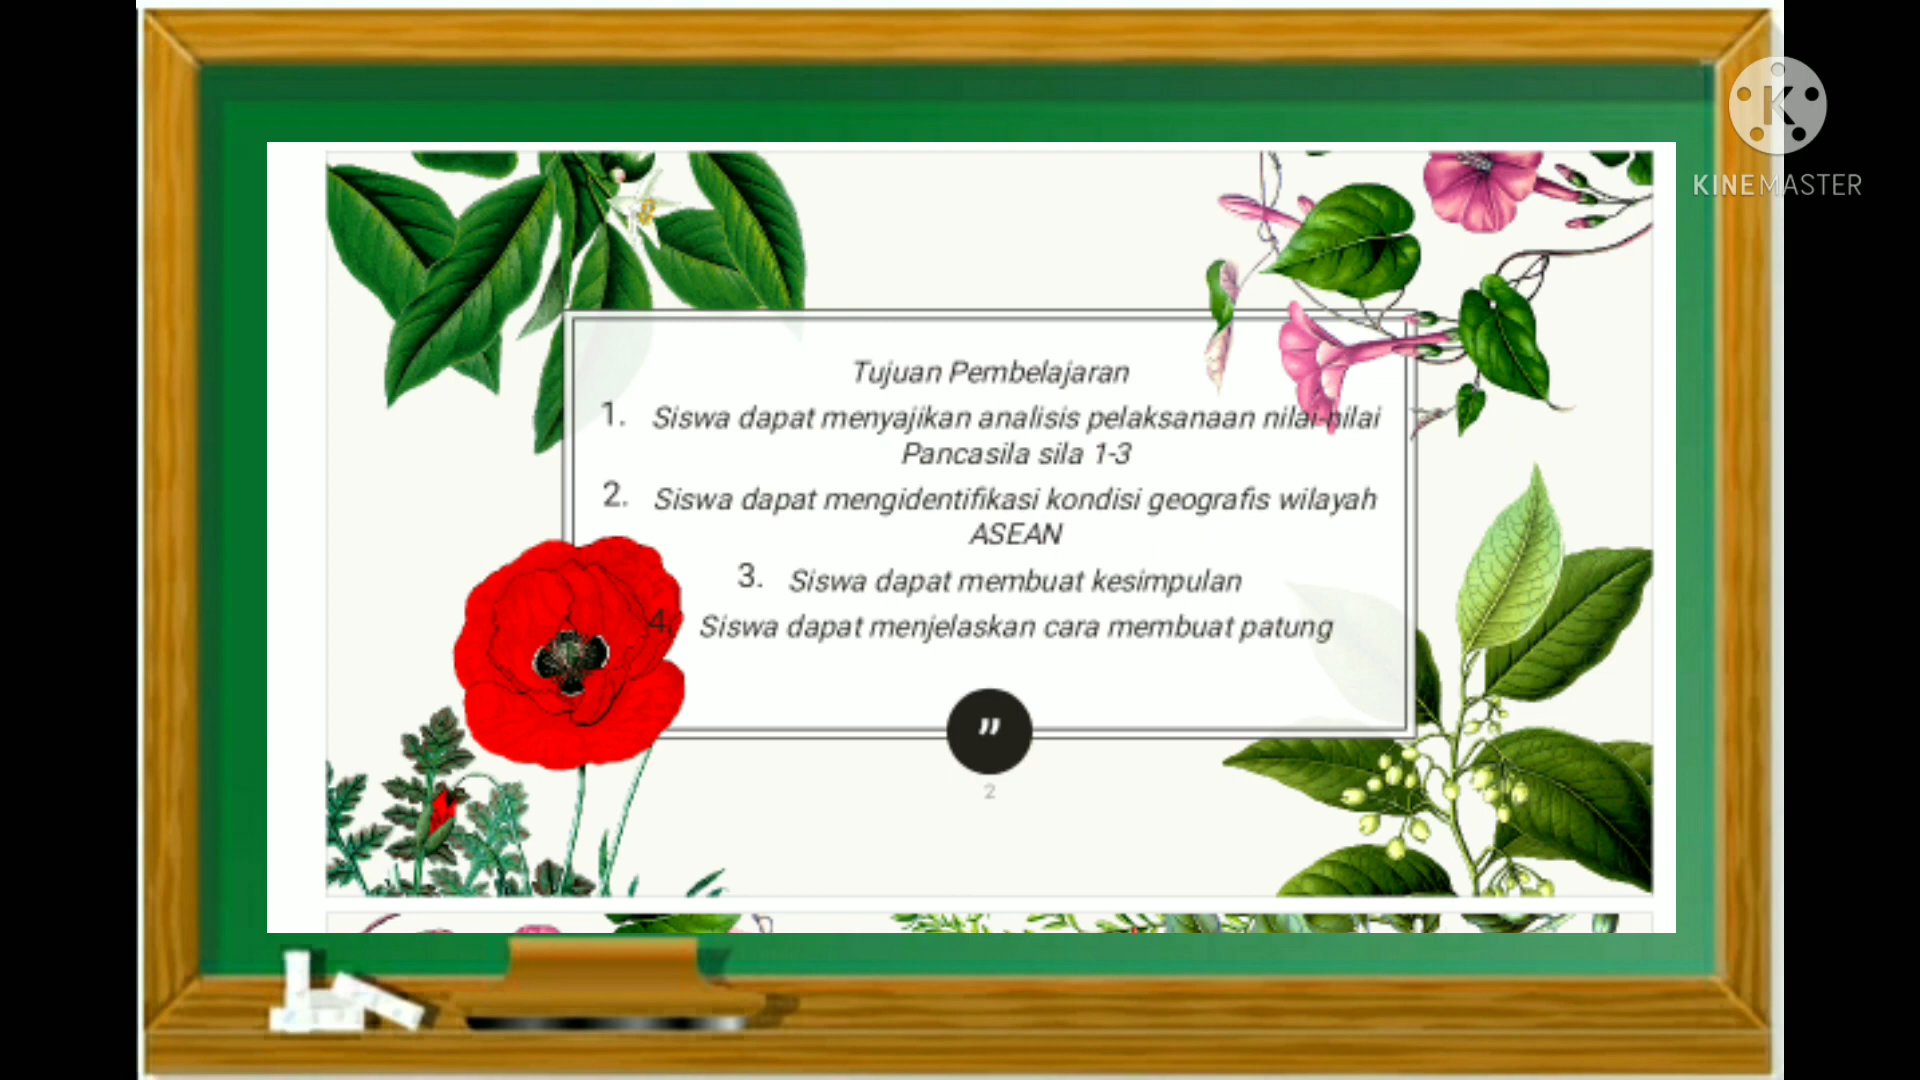 KINEMASTER
Tujuan Pembelajaran
1. Siswa dapat menyajikan analisis pelaksanaan nilai-nilai
Pancasila sila 1-3
2. Siswa dapat mengidentifikasi kondisi geografis wilayah
ASEAN
3. Siswa dapat membuat kesimpulan
4. Siswa dapat menjelaskan cara membuat patung
”
2